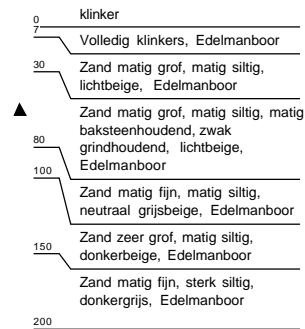 0 klinker
7
Volledig klinkers, Edelmanboor
30
Zand matig grof, matig siltig,
lichtbeige, Edelmanboor
Zand matig grof, matig siltig, matig
baksteenhoudend, zwak
grindhoudend, lichtbeige,
80
Edelmanboor
100
Zand matig fijn, matig siltig,
neutraal grijsbeige, Edelmanboor
Zand zeer grof, matig siltig,
150
donkerbeige, Edelmanboor
Zand matig fijn, sterk siltig,
donkergrijs, Edelmanboor
200